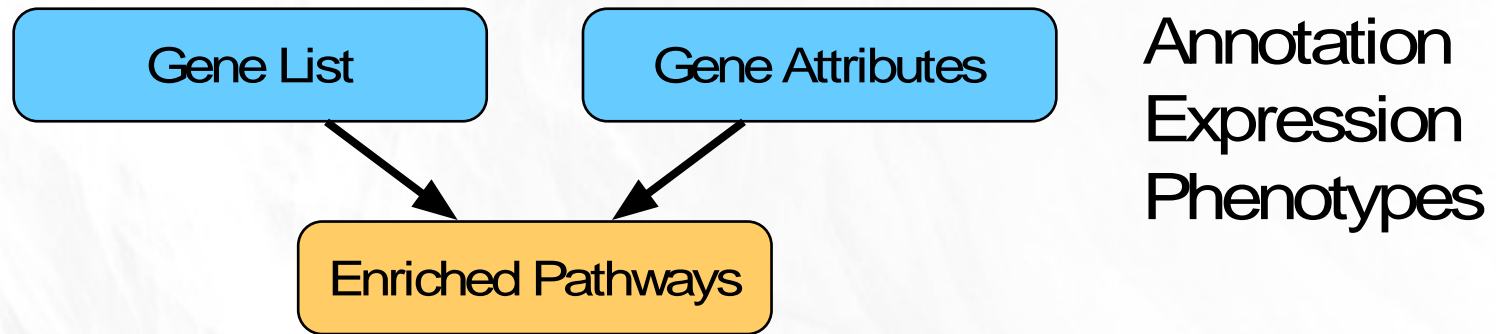 Gene List
Gene Attributes
Annotation
Expression
Phenotypes
Enriched Pathways